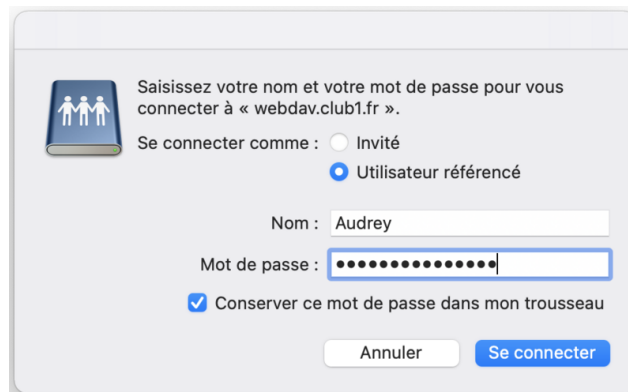 Saisissez votre nom et votre mot de passe pour vous
connecter à « webdav.club1.fr ».
Se connecter comme : Invité
Utilisateur référencé
Nom : Audrey
Mot de passe : •••••••••••••••
Conserver ce mot de passe dans mon trousseau
Annuler Se connecter